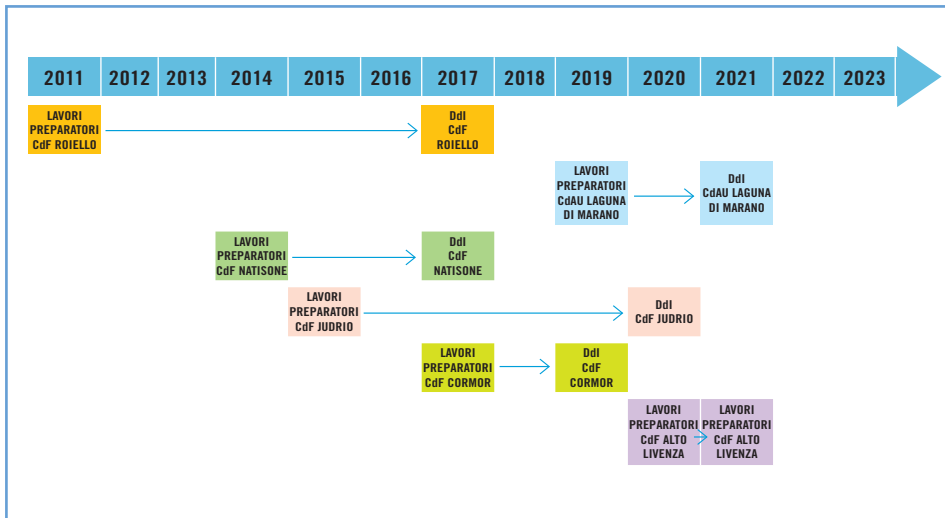 2011 2012 2013 2014 2015 2016 2017 2018 2019 2020 2021 2022 2023
LAVORI
PREPARATORI
CdF ROIELLO
DdI
CdF
ROIELLO
LAVORI
PREPARATORI
CdAU LAGUNA
DI MARANO
DdI
CdAU LAGUNA
DI MARANO
LAVORI
PREPARATORI
CdF NATISONE
DdI
CdF
NATISONE
LAVORI
PREPARATORI
CdF JUDRIO
DdI
CdF JUDRIO
LAVORI
PREPARATORI
CdF CORMOR
DdI
CdF
CORMOR
LAVORI
PREPARATORI
CdF ALTO
LIVENZA
LAVORI
PREPARATORI
CdF ALTO
LIVENZA